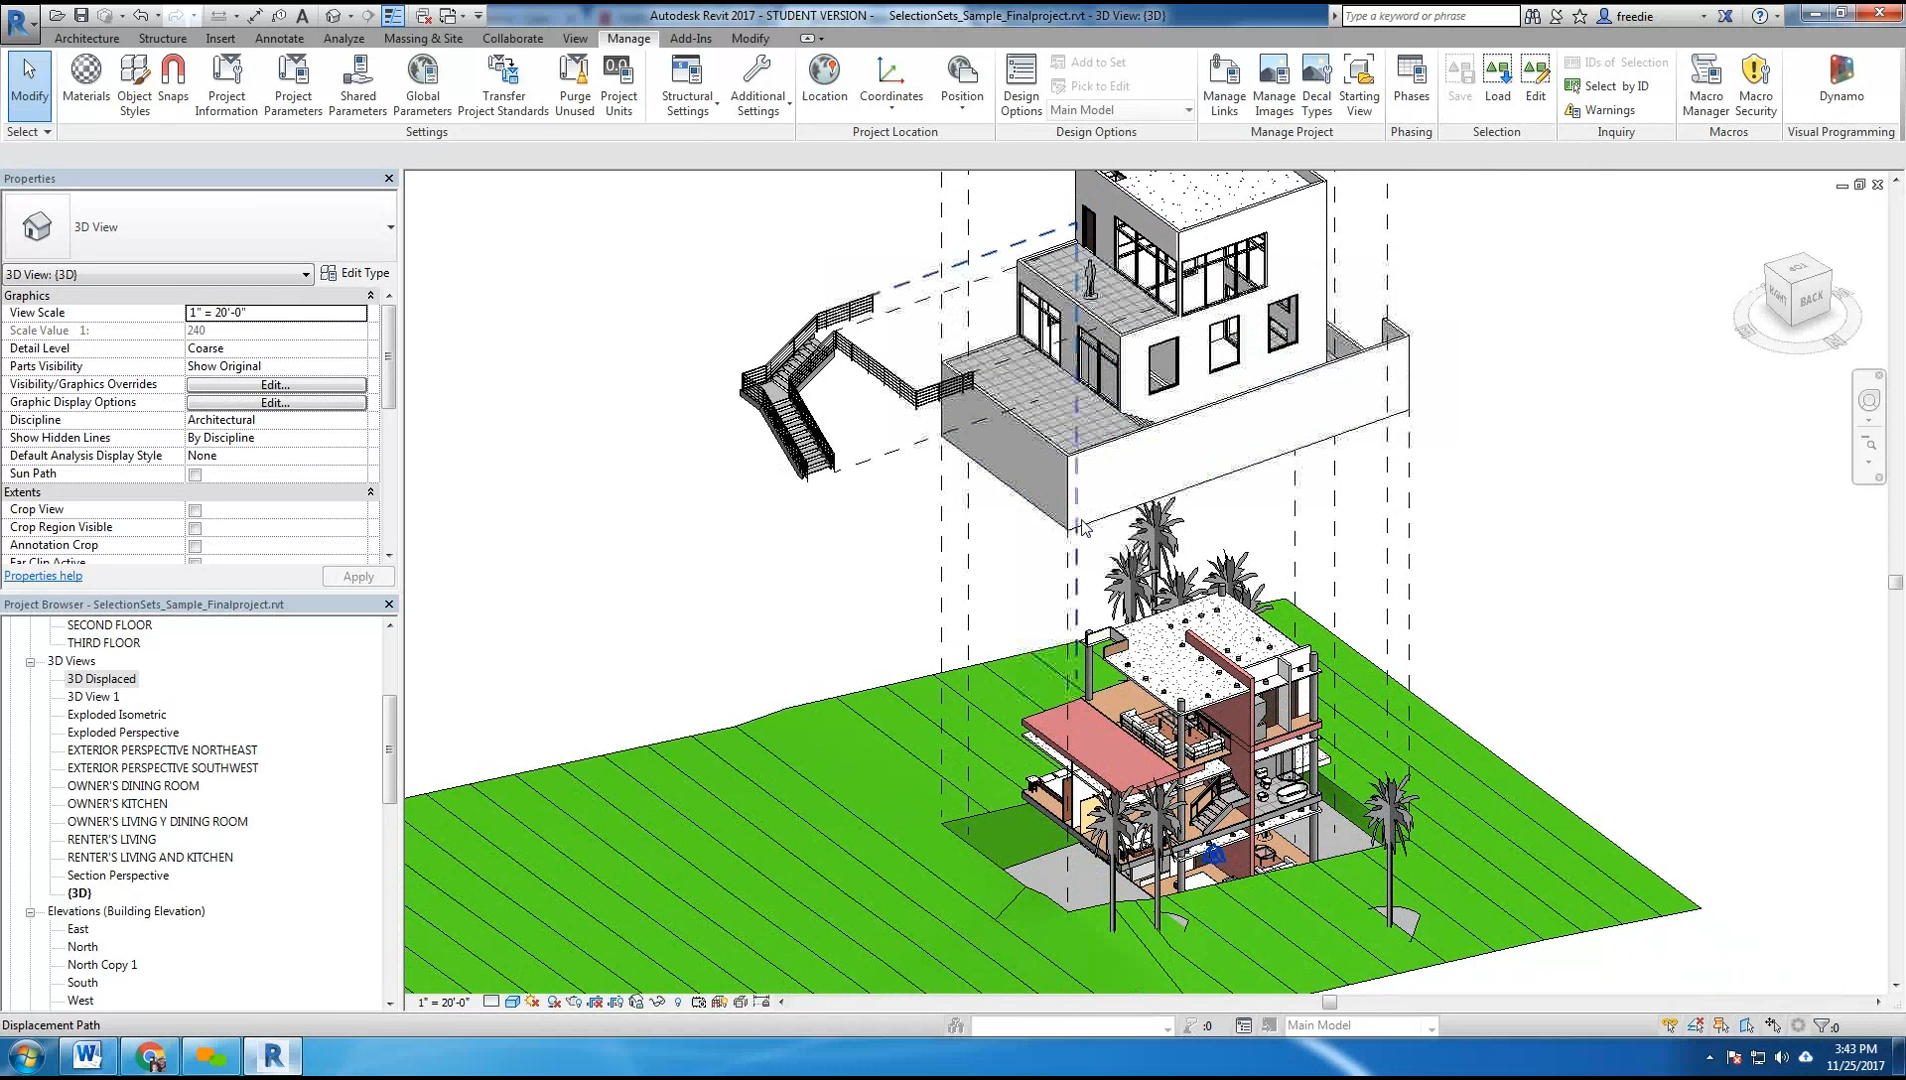 Autodesk Revit 2017 - STUDENT VERSION - SelectionSets_Sample_Finalproject.rvt - 3D View: {3D}
Type a keyword or phrase
freedie
Architecture Structure Insert Annotate Analyze Massing & Site Collaborate View Manage Add-Ins Modify
Modify
Materials
Object Styles
Snaps
Project Information
Project Parameters
Shared Parameters
Global Parameters
Transfer Project Standards
Purge Unused
Project Units
Structural Settings
Additional Settings
Location
Coordinates
Position
Design Options
Add to Set
Pick to Edit
Main Model
Manage Links
Manage Images
Decal Types
Starting View
Phases
Save
Load
Edit
IDs of Selection
Select by ID
Warnings
Macro Manager
Macro Security
Dynamo
Select
Settings
Project Location
Design Options
Manage Project
Phasing
Selection
Inquiry
Macros
Visual Programming
Properties
3D View
3D View: {3D}
Edit Type
Graphics
View Scale 1" = 20'-0"
Scale Value 1: 240
Detail Level Coarse
Parts Visibility Show Original
Visibility/Graphics Overrides Edit...
Graphic Display Options Edit...
Discipline Architectural
Show Hidden Lines By Discipline
Default Analysis Display Style None
Sun Path
Extents
Crop View
Crop Region Visible
Annotation Crop
Far Clip Active
Properties help
Apply
Project Browser - SelectionSets_Sample_Finalproject.rvt
SECOND FLOOR
THIRD FLOOR
3D Views
3D Displaced
3D View 1
Exploded Isometric
Exploded Perspective
EXTERIOR PERSPECTIVE NORTHEAST
EXTERIOR PERSPECTIVE SOUTHWEST
OWNER'S DINING ROOM
OWNER'S KITCHEN
OWNER'S LIVING Y DINING ROOM
RENTER'S LIVING
RENTER'S LIVING AND KITCHEN
Section Perspective
{3D}
Elevations (Building Elevation)
East
North
North Copy 1
South
West
TOP
RIGHT
BACK
1" = 20'-0"
Displacement Path
:0
Main Model
:0
3:43 PM
11/25/2017